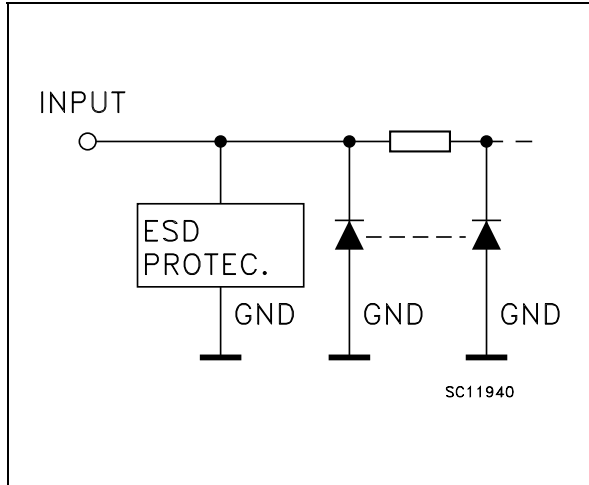 INPUT
ESD
PROTEC.
GND
GND
GND
SC11940